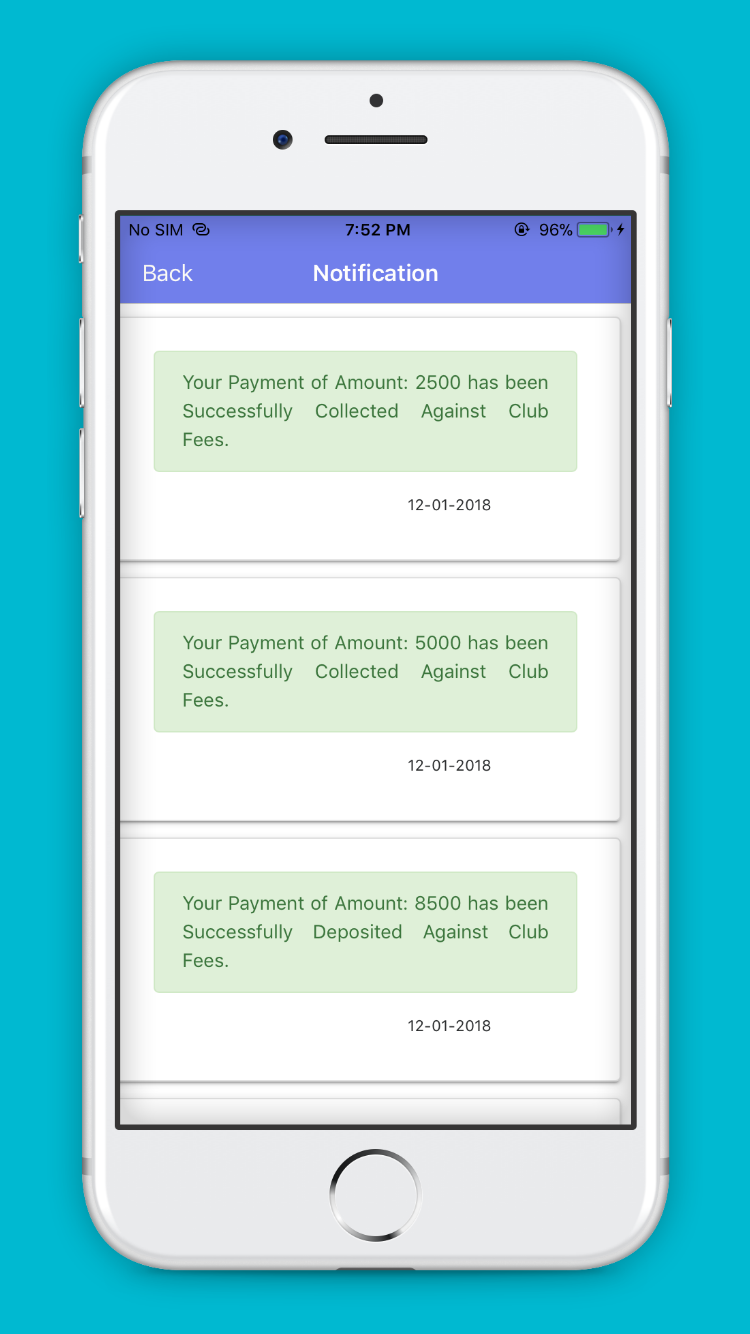 No SIM 7:52 PM 96%
Back Notification
Your Payment of Amount: 2500 has been
Successfully Collected Against Club
Fees.
12-01-2018
Your Payment of Amount: 5000 has been
Successfully Collected Against Club
Fees.
12-01-2018
Your Payment of Amount: 8500 has been
Successfully Deposited Against Club
Fees.
12-01-2018